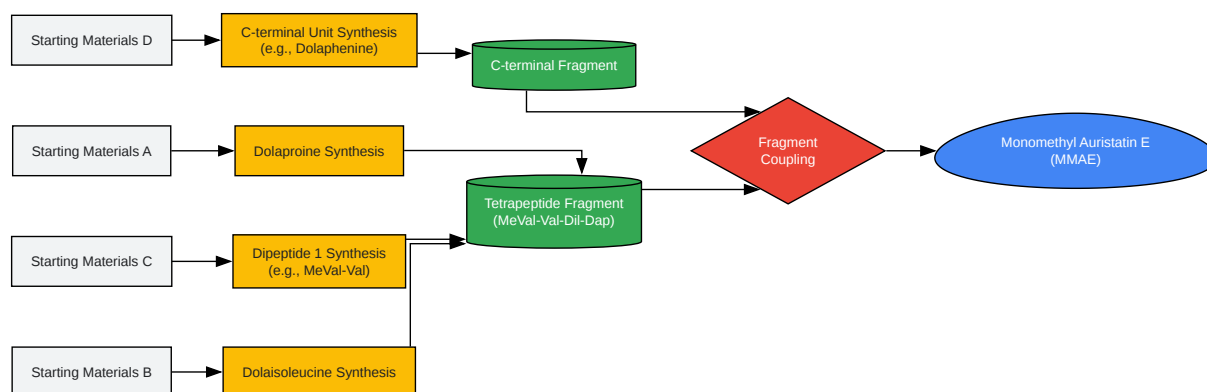 Starting Materials D
C-terminal Unit Synthesis
(e.g., Dolaphenine)
C-terminal Fragment
Starting Materials A
Dolaproine Synthesis
Fragment
Coupling
Monomethyl Auristatin E
(MMAE)
Tetrapeptide Fragment
(MeVal-Val-Dil-Dap)
Starting Materials C
Dipeptide 1 Synthesis
(e.g., MeVal-Val)
Starting Materials B
Dolaisoleucine Synthesis